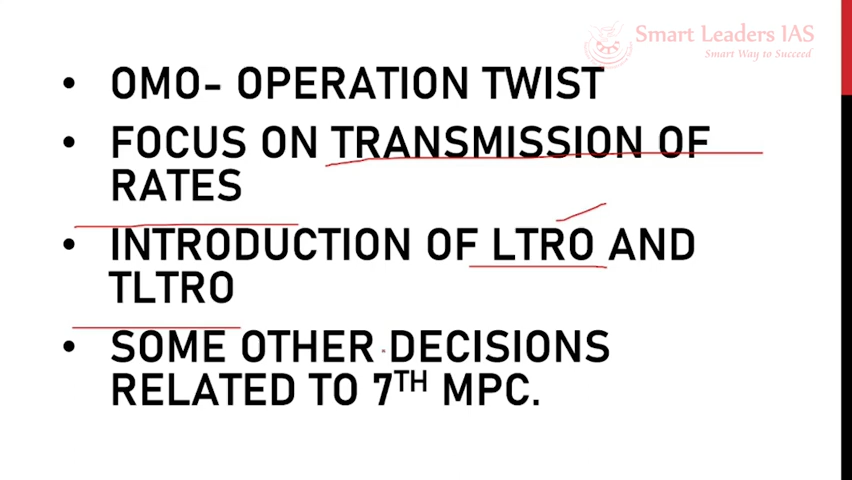 Smart Leaders IAS
Smart Way to Succeed
• OMO- OPERATION TWIST
• FOCUS ON TRANSMISSION OF
RATES
• INTRODUCTION OF LTRO AND
TLTRO
• SOME OTHER DECISIONS
RELATED TO 7TH MPC.